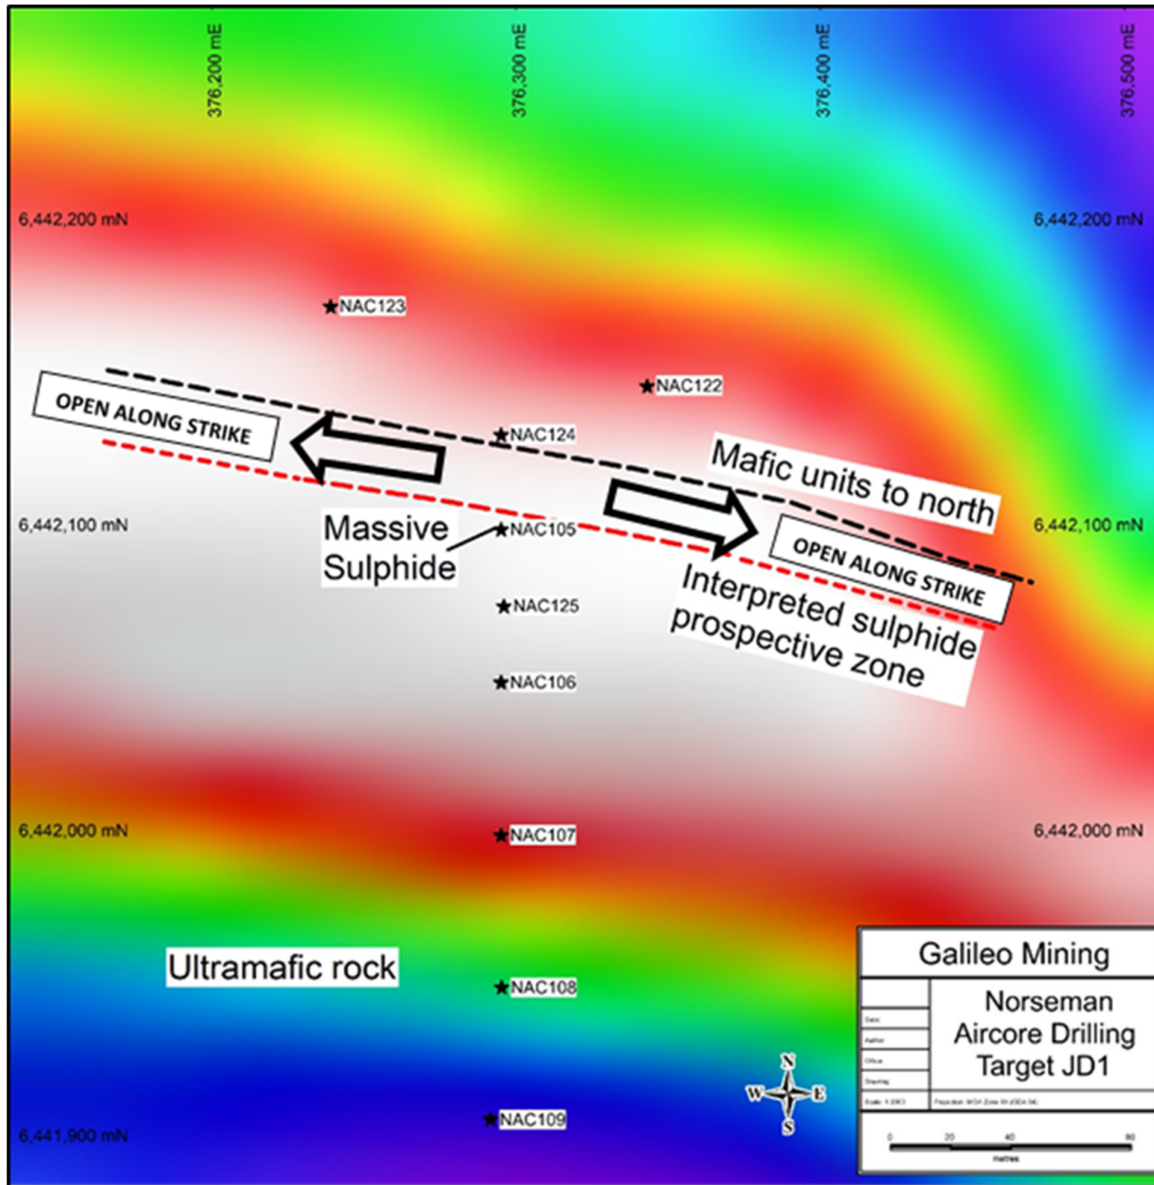 376,200 mE
376,300 mE
376,400 mE
376,500 mE
6,442,200 mN
6,442,200 mN
NAC123
NAC122
OPEN ALONG STRIKE
NAC124
Mafic units to north
6,442,100 mN
Massive
Sulphide
NAC105
6,442,100 mN
OPEN ALONG STRIKE
Interpreted sulphide
prospective zone
NAC125
NAC106
6,442,000 mN
NAC107
6,442,000 mN
Ultramafic rock
NAC108
NAC109
6,441,900 mN
N
W
E
S
Galileo Mining
Norseman
Aircore Drilling
Target JD1
Date:
Author:
Office:
Drawing:
0 20 40 80
metres